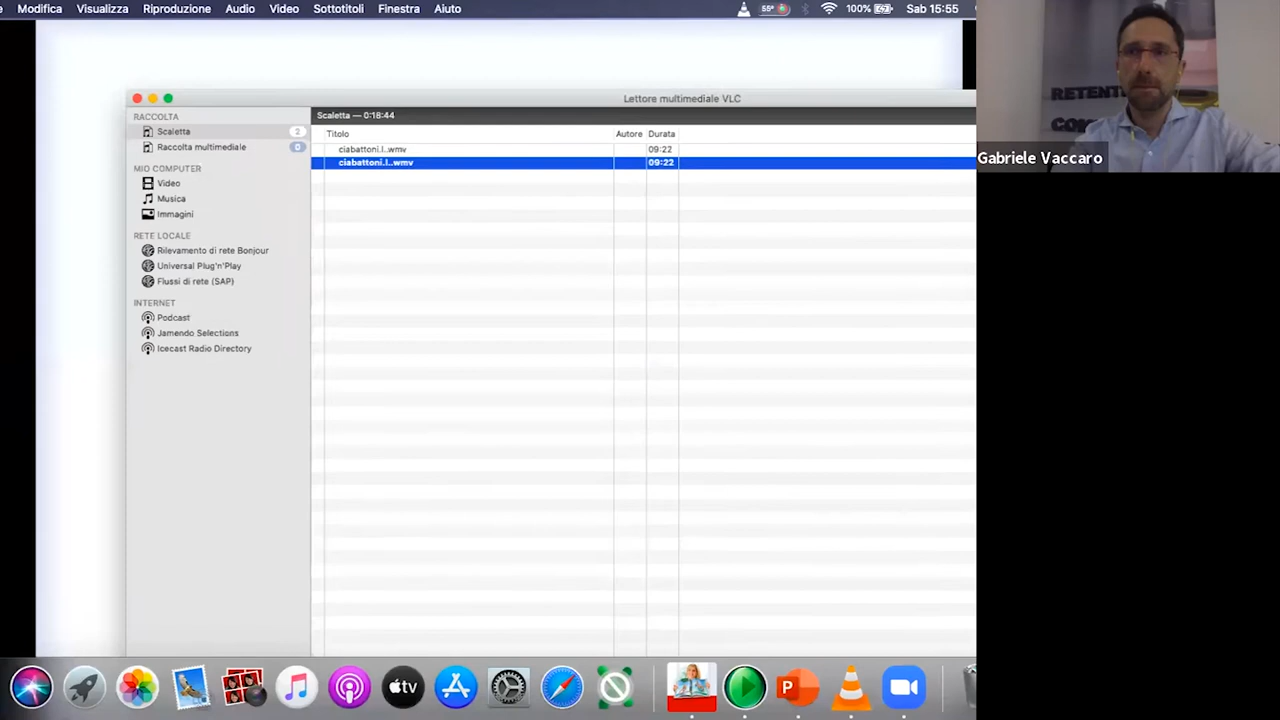 Modifica Visualizza Riproduzione Audio Video Sottotitoli Finestra Aiuto 55° 100% Sab 15:55
Lettore multimediale VLC
RACCOLTA
Scaletta 2
Raccolta multimediale 0
MIO COMPUTER
Video
Musica
Immagini
RETE LOCALE
Rilevamento di rete Bonjour
Universal Plug'n'Play
Flussi di rete (SAP)
INTERNET
Podcast
Jamendo Selections
Icecast Radio Directory
Scaletta — 0:18:44
Titolo Autore Durata
ciabattoni.l..wmv 09:22
ciabattoni.l..wmv 09:22
Gabriele Vaccaro
tv
P